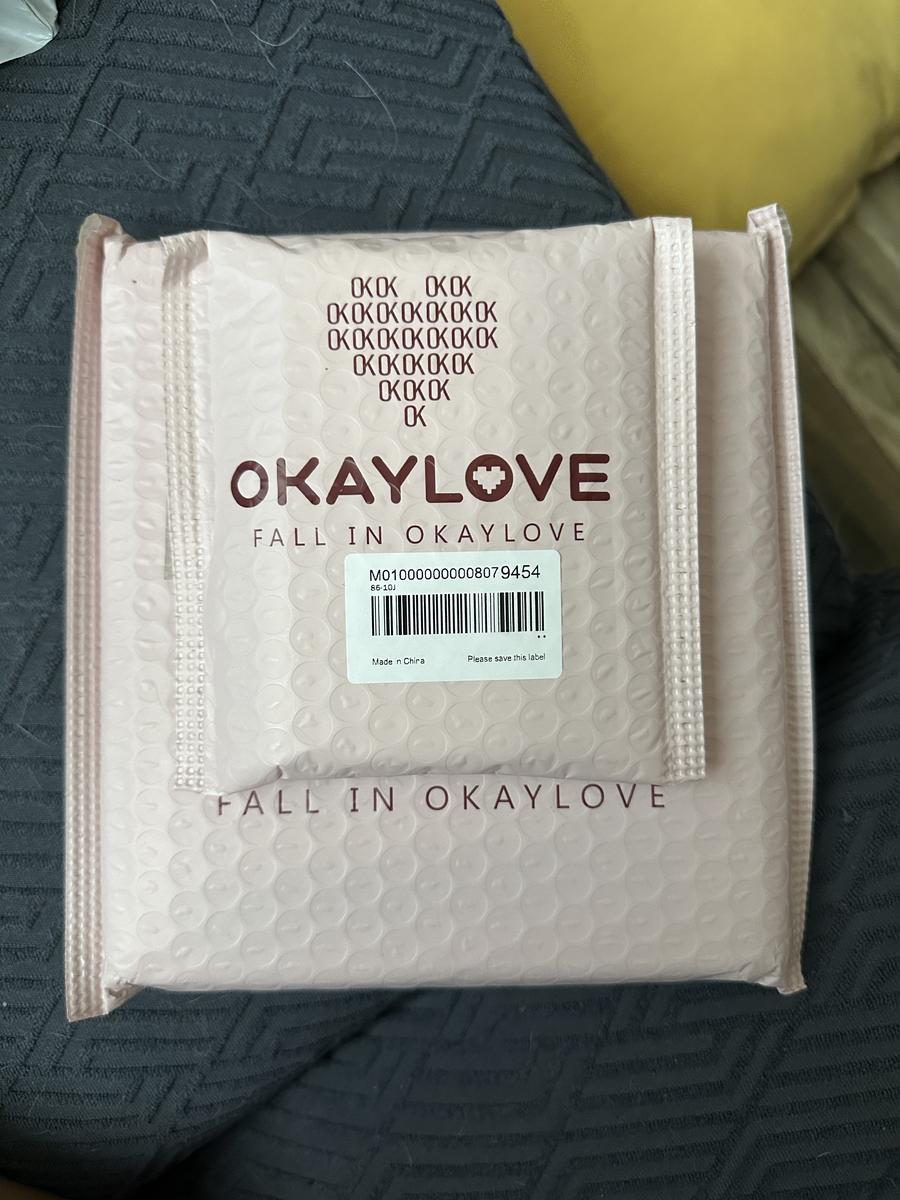 OKOK OKOK
OKOKOKOKOKOKOK
OKOKOKOKOKOKOK
OKOKOKOKOK
OKOKOK
OK
OKAYLOVE
FALL IN OKAYLOVE
M010000000008079454
86-10J
Made in China Please save this label
FALL IN OKAYLOVE